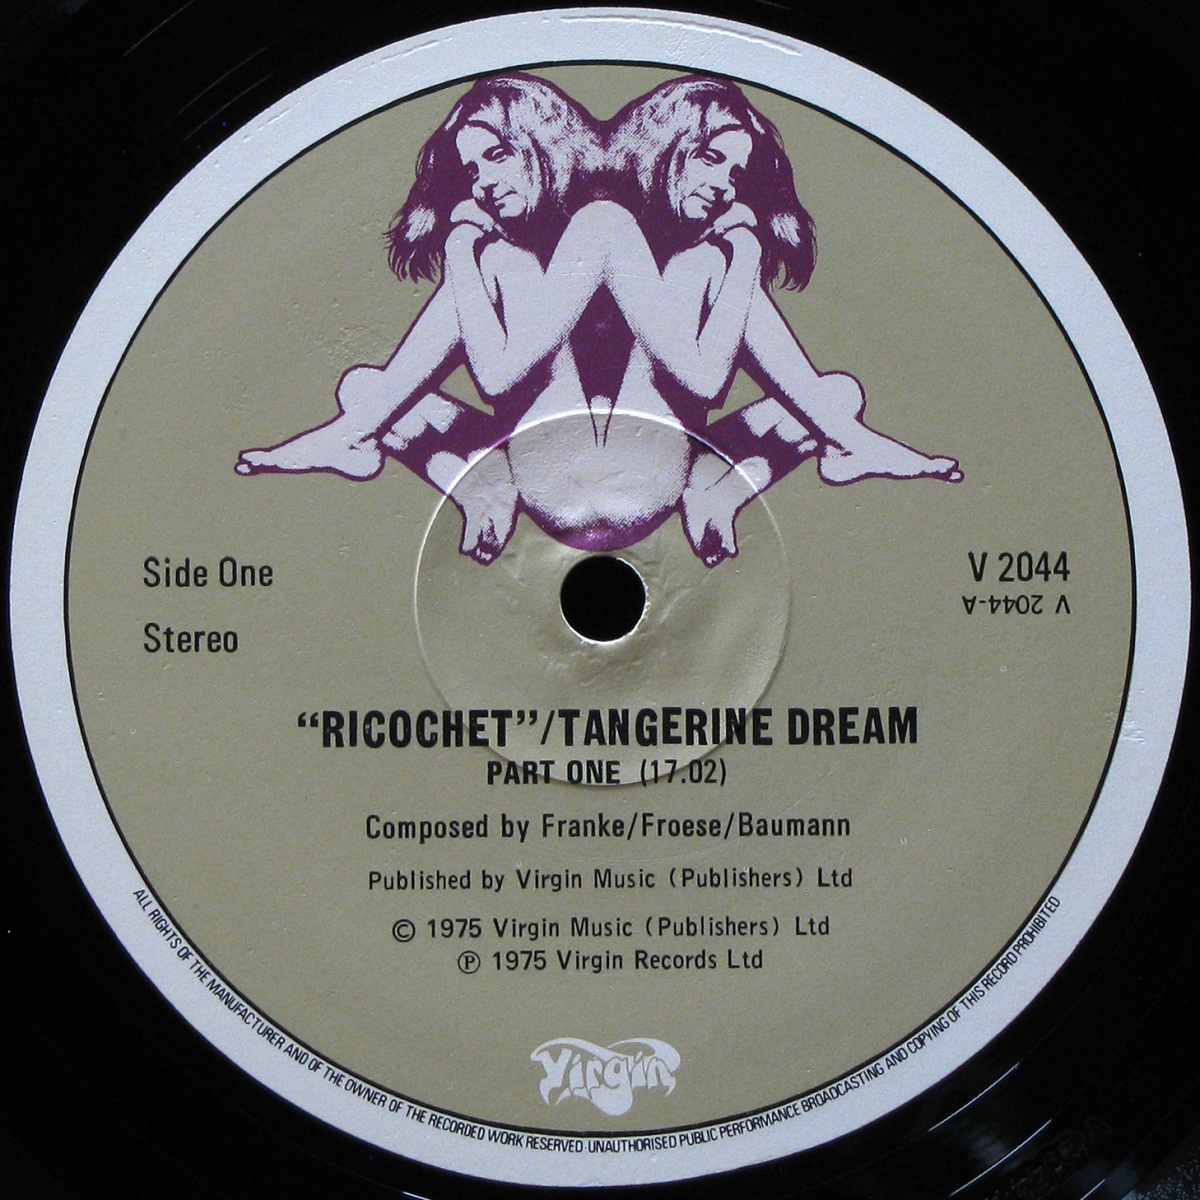 Side One
Stereo
V 2044
V 2044-A
“RICOCHET”/TANGERINE DREAM
PART ONE (17.02)
Composed by Franke/Froese/Baumann
Published by Virgin Music (Publishers) Ltd
© 1975 Virgin Music (Publishers) Ltd
℗ 1975 Virgin Records Ltd
Virgin
ALL RIGHTS OF THE MANUFACTURER AND OF THE OWNER OF THE RECORDED WORK RESERVED·UNAUTHORISED PUBLIC PERFORMANCE BROADCASTING AND COPYING OF THIS RECORD PROHIBITED